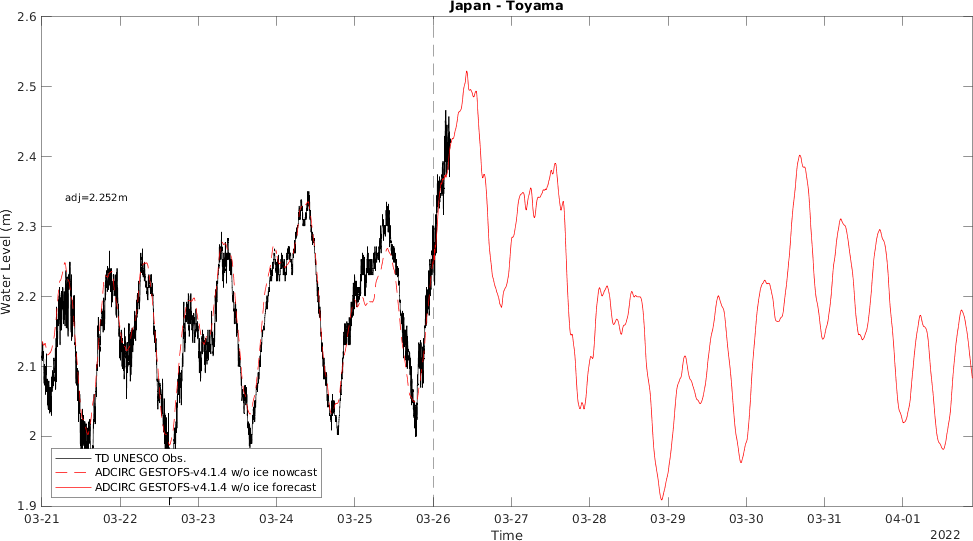 Japan - Toyama
2.6
2.5
2.4
2.3
2.2
2.1
2
1.9
Water Level (m)
adj=2.252m
TD UNESCO Obs.
ADCIRC GESTOFS-v4.1.4 w/o ice nowcast
ADCIRC GESTOFS-v4.1.4 w/o ice forecast
03-21 03-22 03-23 03-24 03-25 03-26 03-27 03-28 03-29 03-30 03-31 04-01
Time
2022